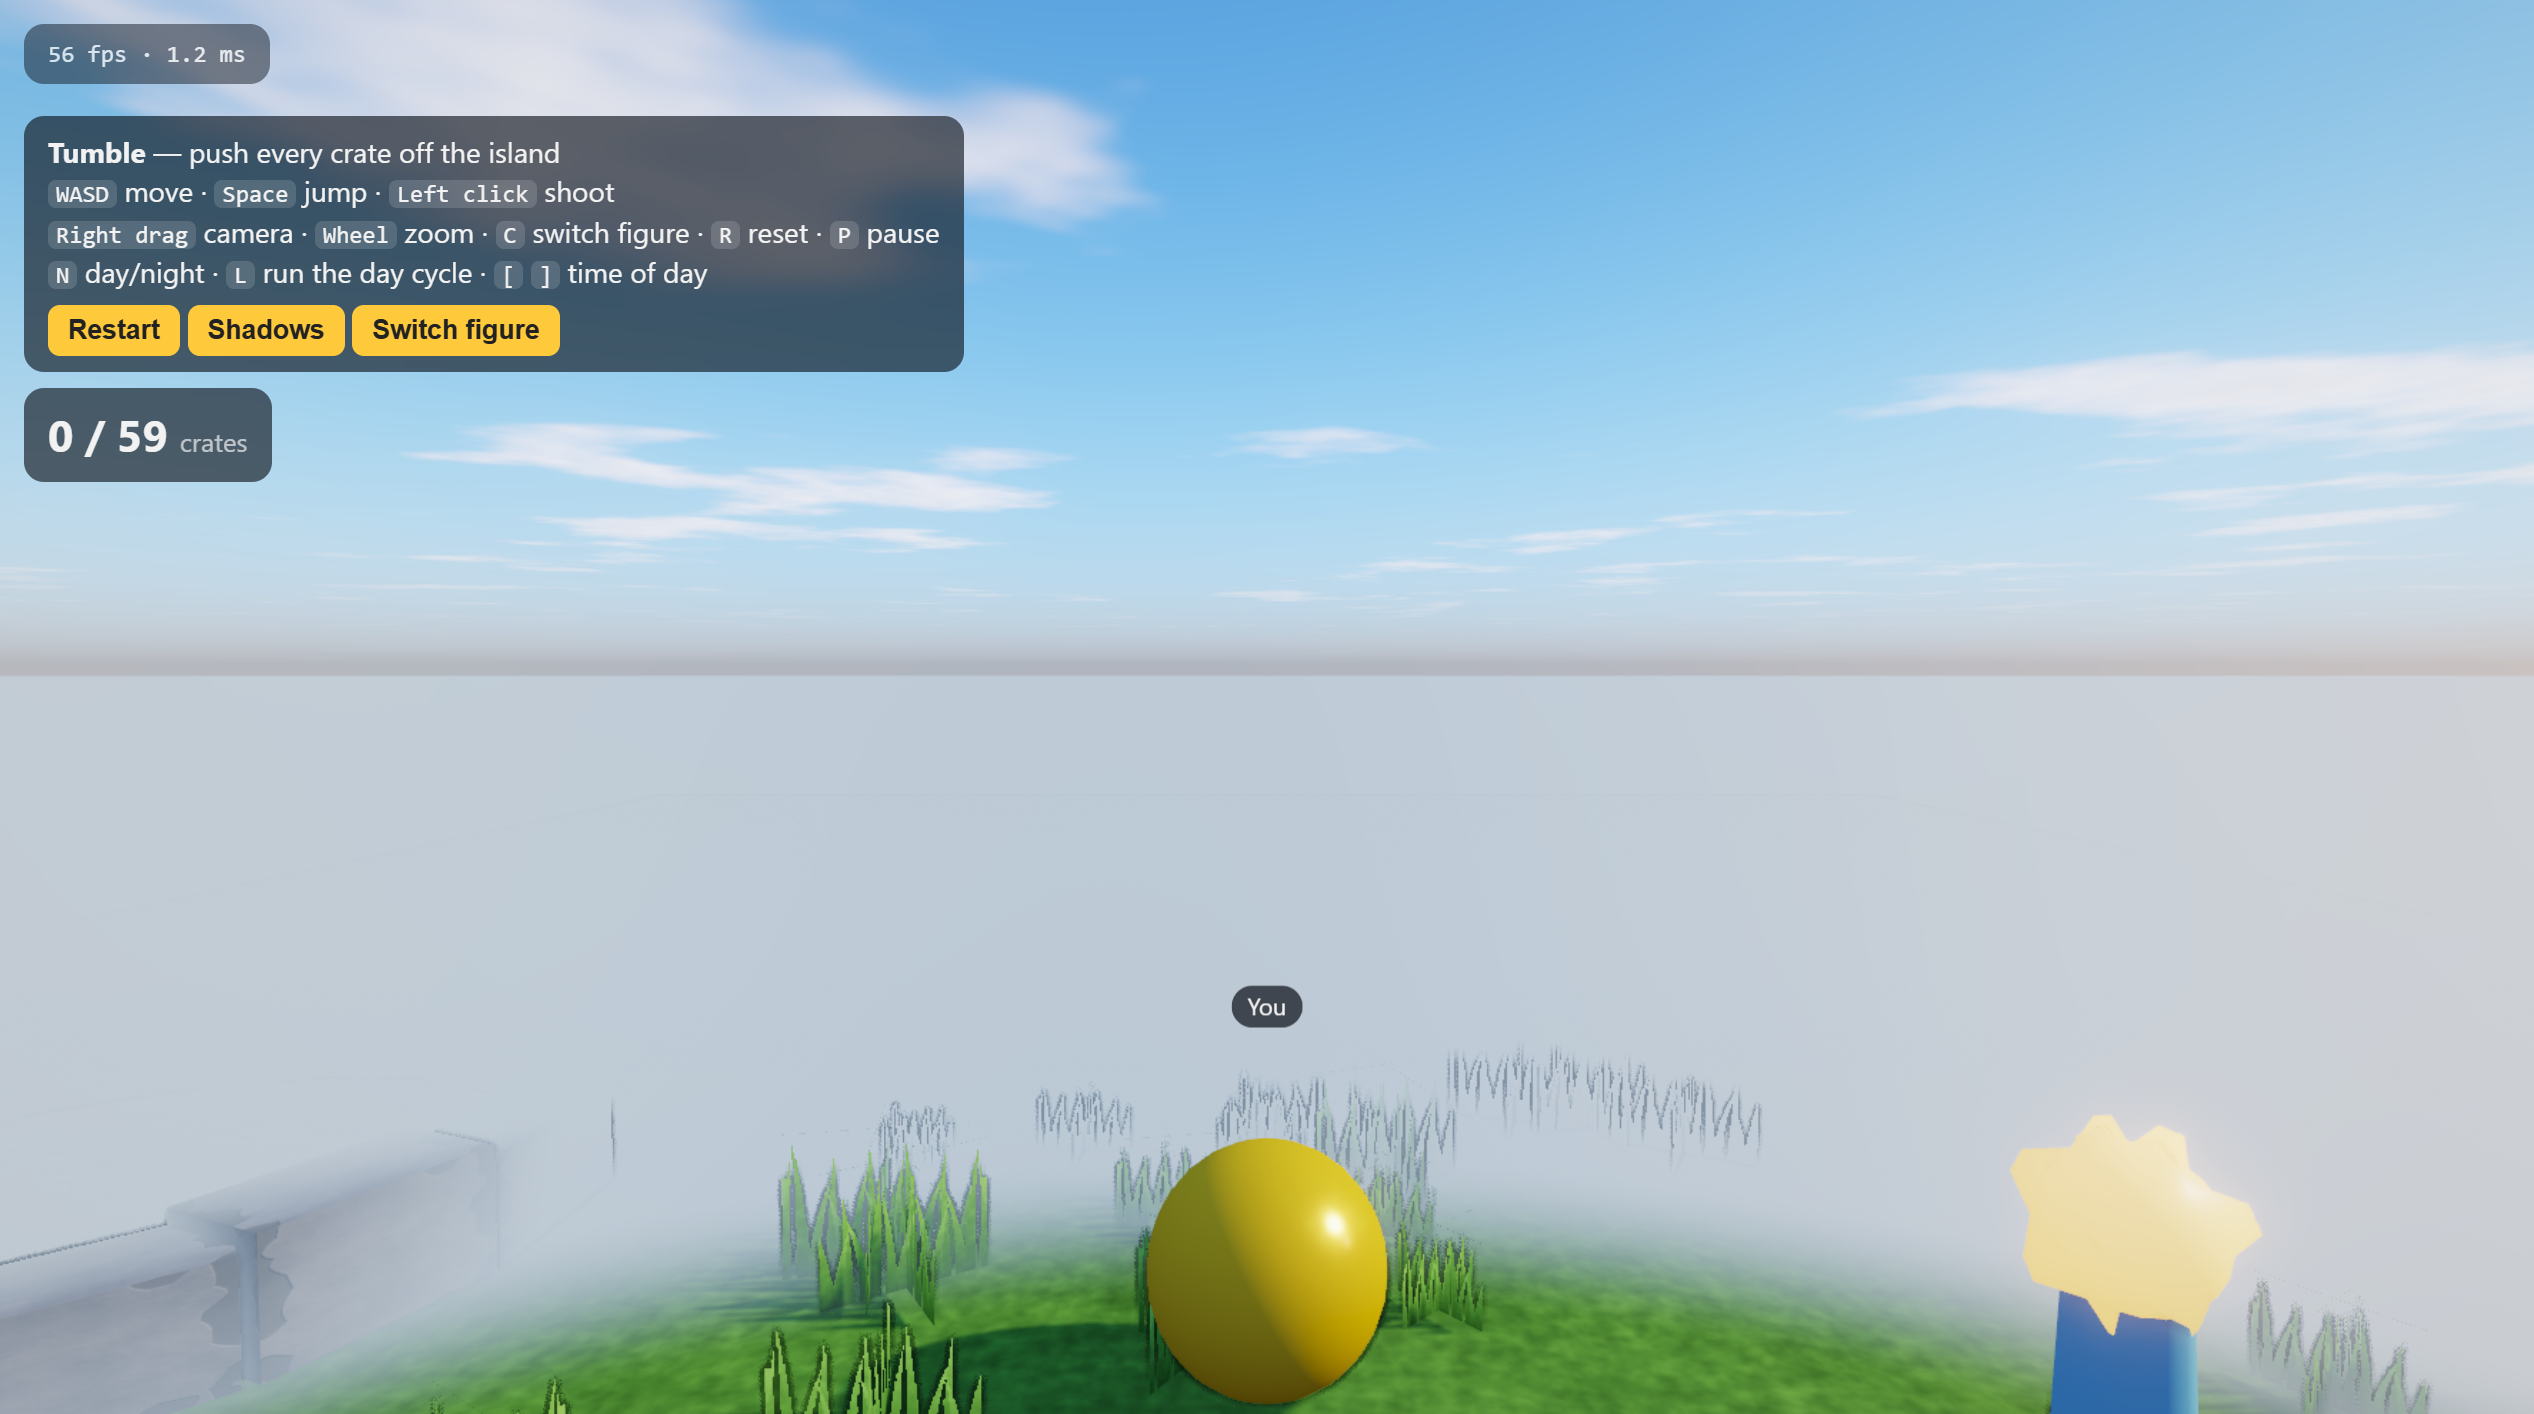 56 fps · 1.2 ms
Tumble — push every crate off the island
WASD move · Space jump · Left click shoot
Right drag camera · Wheel zoom · C switch figure · R reset · P pause
N day/night · L run the day cycle · [ ] time of day
Restart Shadows Switch figure
0 / 59 crates
You